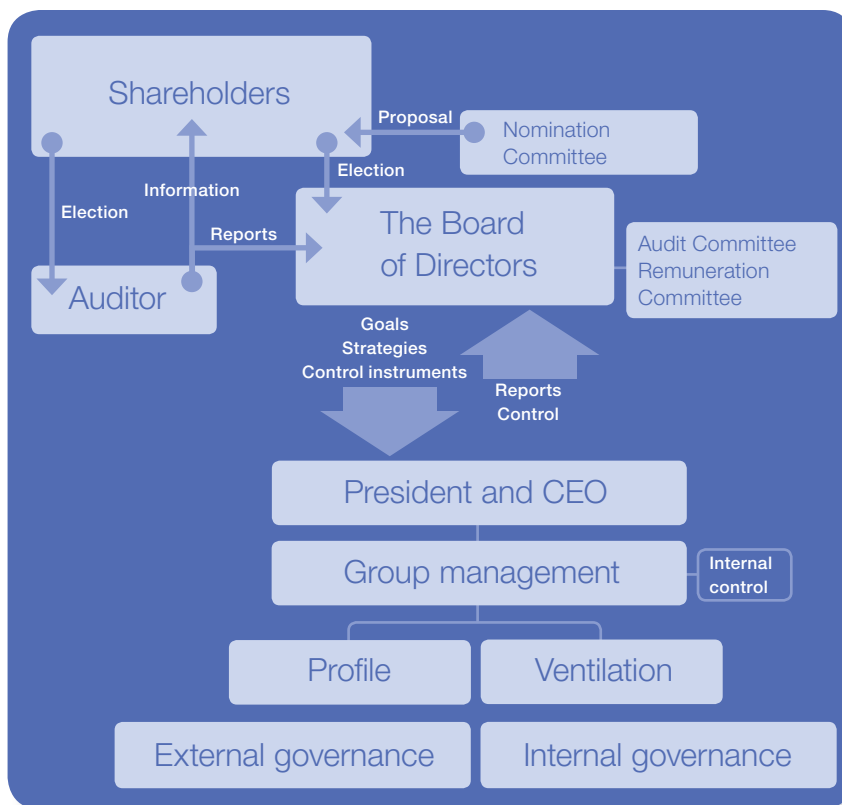 Shareholders
Proposal
Nomination
Committee
Election
Information
Election
Reports
The Board
of Directors
Audit Committee
Remuneration
Committee
Auditor
Goals
Strategies
Control instruments
Reports
Control
President and CEO
Group management
Internal
control
Profile
Ventilation
External governance
Internal governance